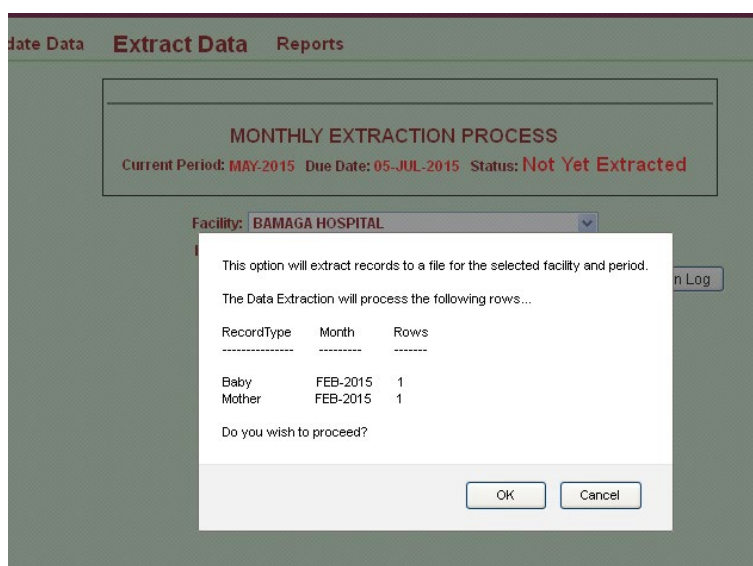 date Data Extract Data Reports
MONTHLY EXTRACTION PROCESS
Current Period: MAY-2015 Due Date: 05-JUL-2015 Status: Not Yet Extracted
Facility: BAMAGA HOSPITAL
This option will extract records to a file for the selected facility and period.
n Log
The Data Extraction will process the following rows...
RecordType Month Rows
--------------- --------- -------
Baby FEB-2015 1
Mother FEB-2015 1
Do you wish to proceed?
OK Cancel